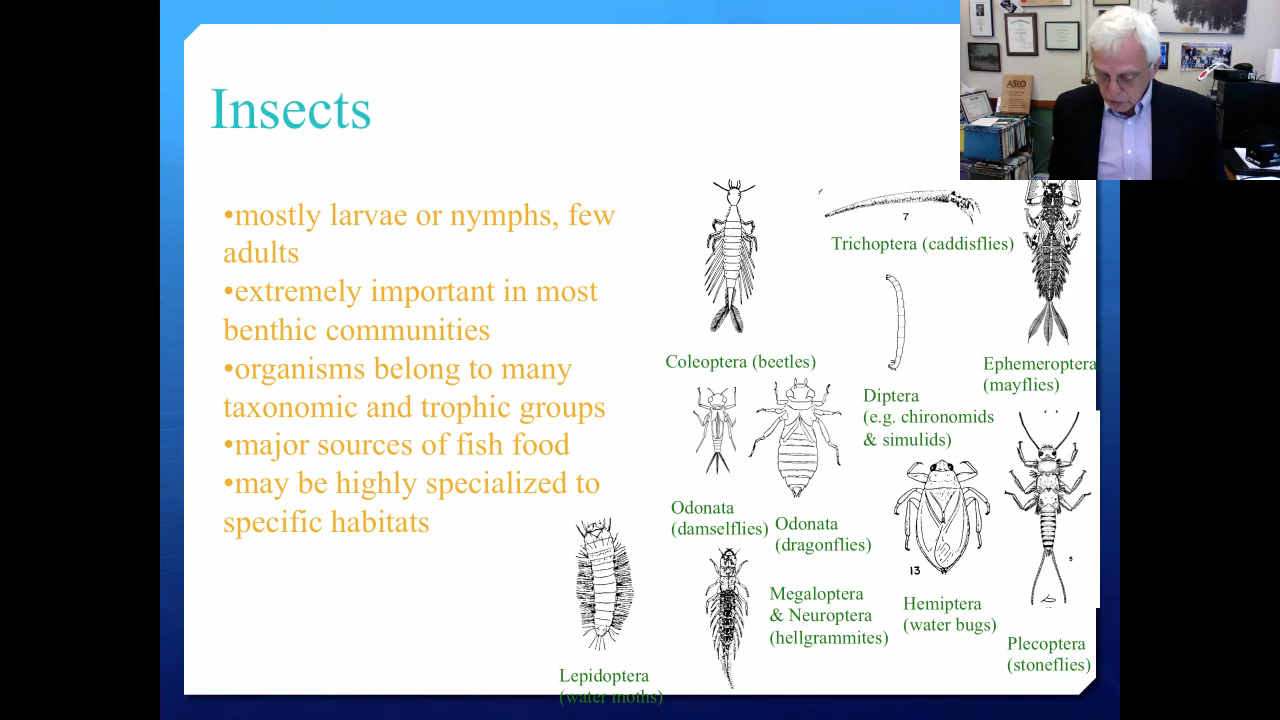 Insects
•mostly larvae or nymphs, few
adults
•extremely important in most
benthic communities
•organisms belong to many
taxonomic and trophic groups
•major sources of fish food
•may be highly specialized to
specific habitats
ASLO
7
Trichoptera (caddisflies)
Coleoptera (beetles)
Ephemeroptera
(mayflies)
Diptera
(e.g. chironomids
& simulids)
Odonata
(damselflies)
Odonata
(dragonflies)
13
5
Megaloptera
& Neuroptera
(hellgrammites)
Hemiptera
(water bugs)
Plecoptera
(stoneflies)
Lepidoptera
(water moths)